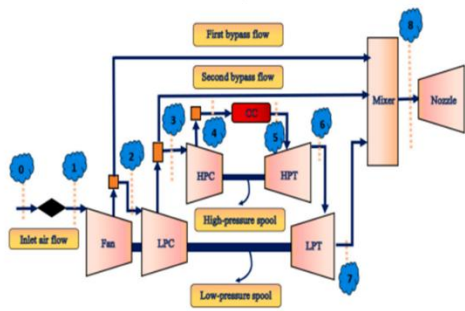 First bypass flow
8
Second bypass flow
3
4
CC
5
6
Mixer
Nozzle
0
1
2
HPC
HPT
High-pressure spool
Inlet air flow
Fan
LPC
LPT
7
Low-pressure spool